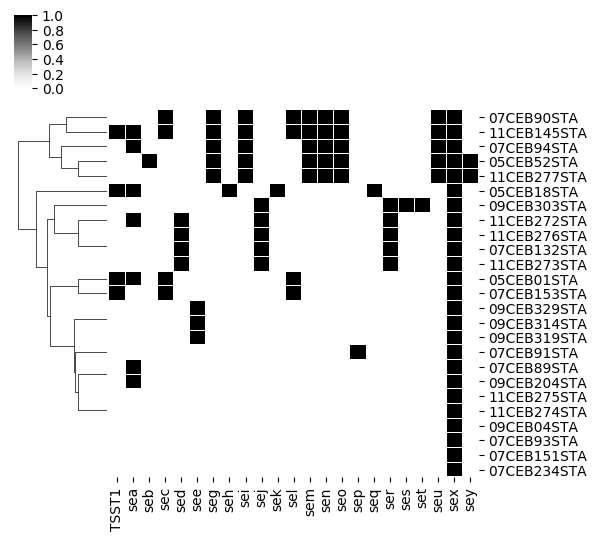 1.0
0.8
0.6
0.4
0.2
0.0
07CEB90STA
11CEB145STA
07CEB94STA
05CEB52STA
11CEB277STA
05CEB18STA
09CEB303STA
11CEB272STA
11CEB276STA
07CEB132STA
11CEB273STA
05CEB01STA
07CEB153STA
09CEB329STA
09CEB314STA
09CEB319STA
07CEB91STA
07CEB89STA
09CEB204STA
11CEB275STA
11CEB274STA
09CEB04STA
07CEB93STA
07CEB151STA
07CEB234STA
TSST1
sea
seb
sec
sed
see
seg
seh
sei
sej
sek
sel
sem
sen
seo
sep
seq
ser
ses
set
seu
sex
sey